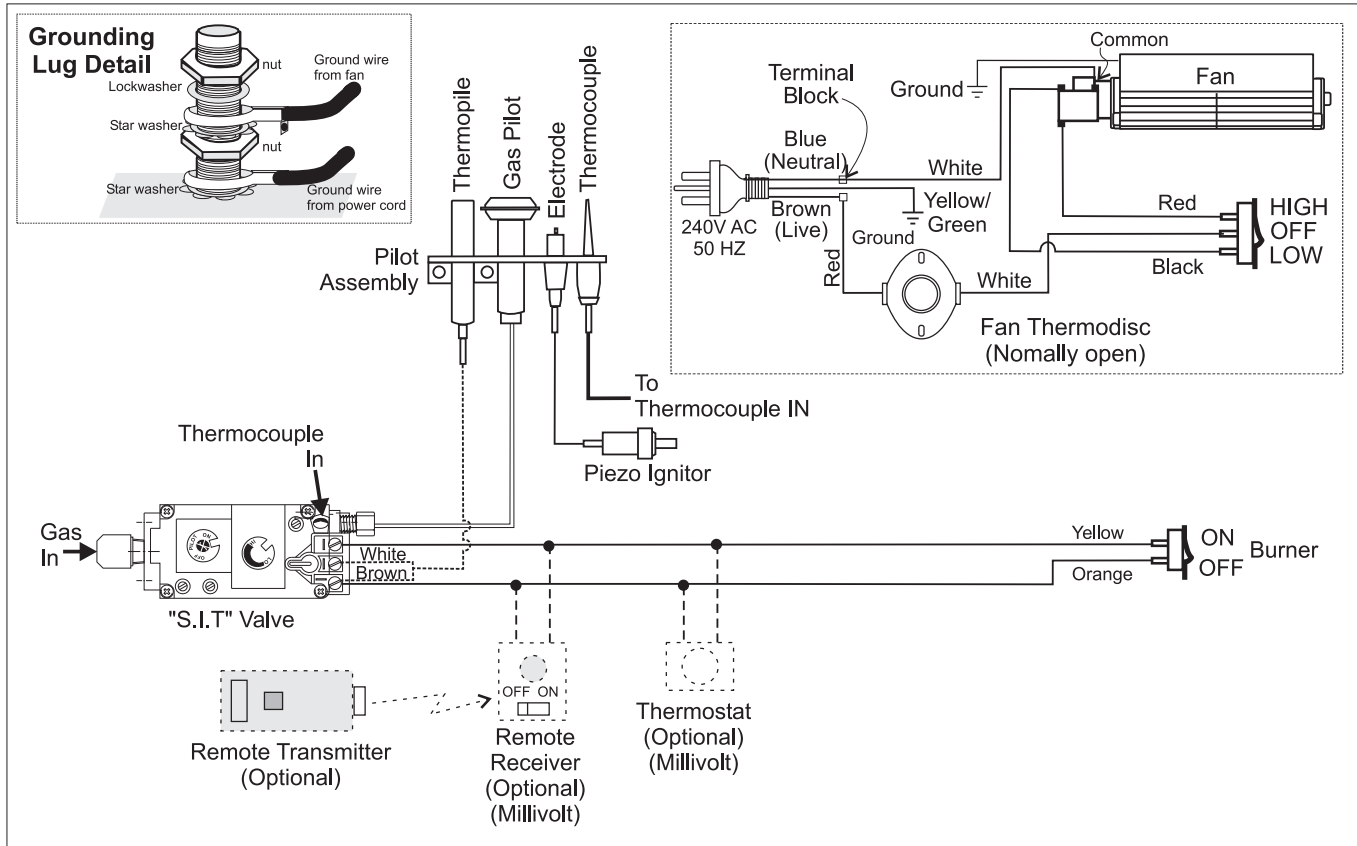 Grounding
Lug Detail
nut
Ground wire
from fan
Lockwasher
Star washer
nut
Star washer
Ground wire
from power cord
Thermopile
Gas Pilot
Electrode
Thermocouple
Pilot
Assembly
To
Thermocouple IN
Piezo Ignitor
Common
Terminal
Block
Ground
Fan
Blue
(Neutral)
White
Yellow/
Green
Brown
(Live)
240V AC
50 HZ
Ground
Red
Red
HIGH
OFF
LOW
Black
White
Fan Thermodisc
(Nomally open)
Thermocouple
In
Gas
In
PILOT
ON
OFF
HI
LO
White
Brown
"S.I.T" Valve
Yellow
Orange
ON
OFF
Burner
OFF ON
Remote Transmitter
(Optional)
Remote
Receiver
(Optional)
(Millivolt)
Thermostat
(Optional)
(Millivolt)